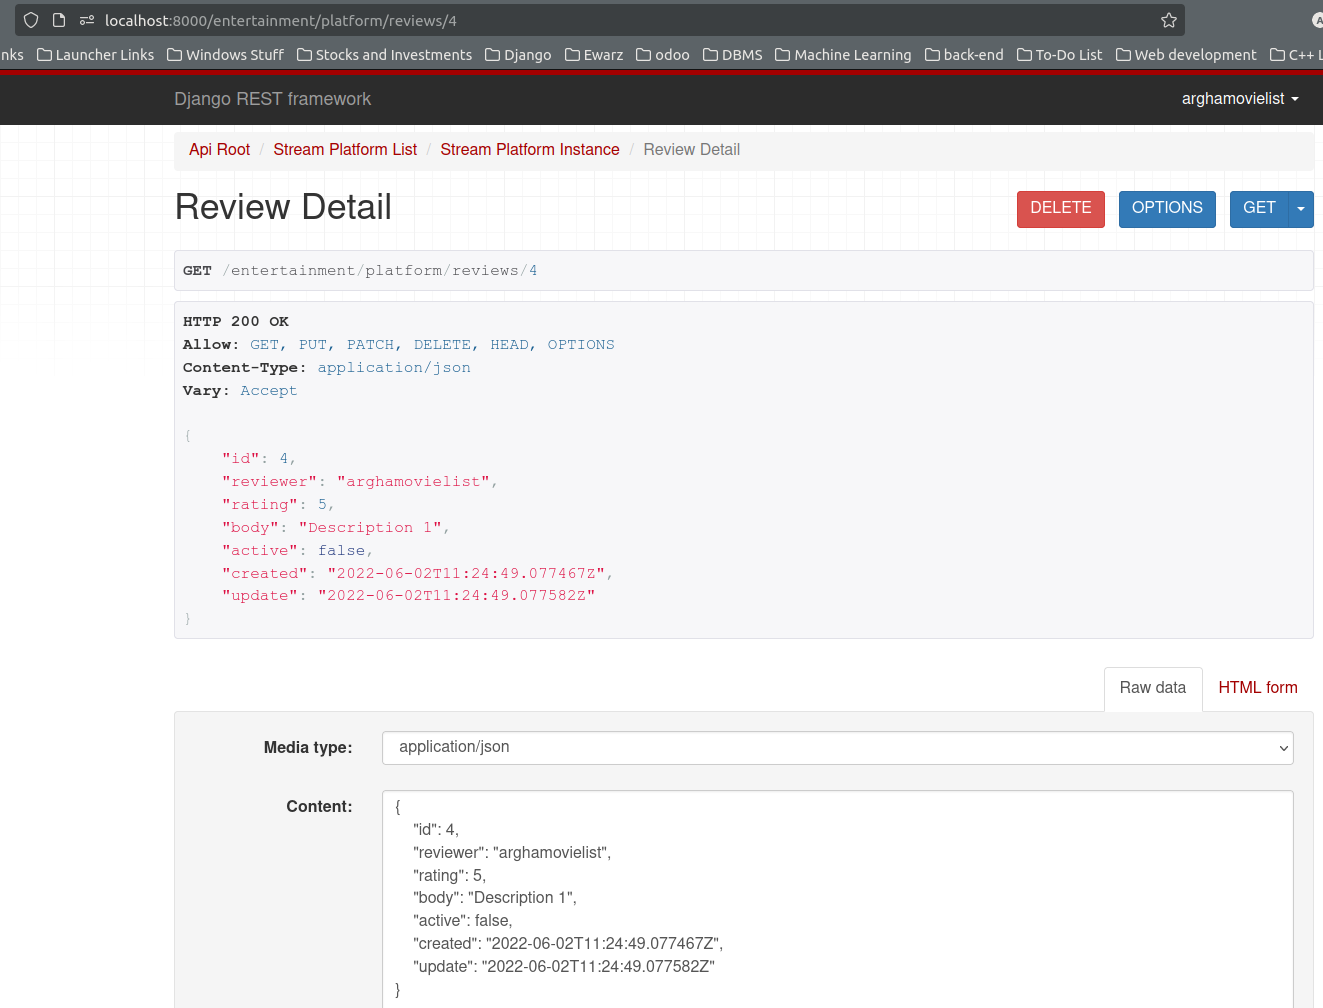 localhost:8000/entertainment/platform/reviews/4
nks Launcher Links Windows Stuff Stocks and Investments Django Ewarz odoo DBMS Machine Learning back-end To-Do List Web development C++ L
Django REST framework arghamovielist
Api Root / Stream Platform List / Stream Platform Instance / Review Detail
Review Detail DELETE OPTIONS GET
GET /entertainment/platform/reviews/4
HTTP 200 OK
Allow: GET, PUT, PATCH, DELETE, HEAD, OPTIONS
Content-Type: application/json
Vary: Accept
{
"id": 4,
"reviewer": "arghamovielist",
"rating": 5,
"body": "Description 1",
"active": false,
"created": "2022-06-02T11:24:49.077467Z",
"update": "2022-06-02T11:24:49.077582Z"
}
Raw data HTML form
Media type: application/json
Content: {
"id": 4,
"reviewer": "arghamovielist",
"rating": 5,
"body": "Description 1",
"active": false,
"created": "2022-06-02T11:24:49.077467Z",
"update": "2022-06-02T11:24:49.077582Z"
}